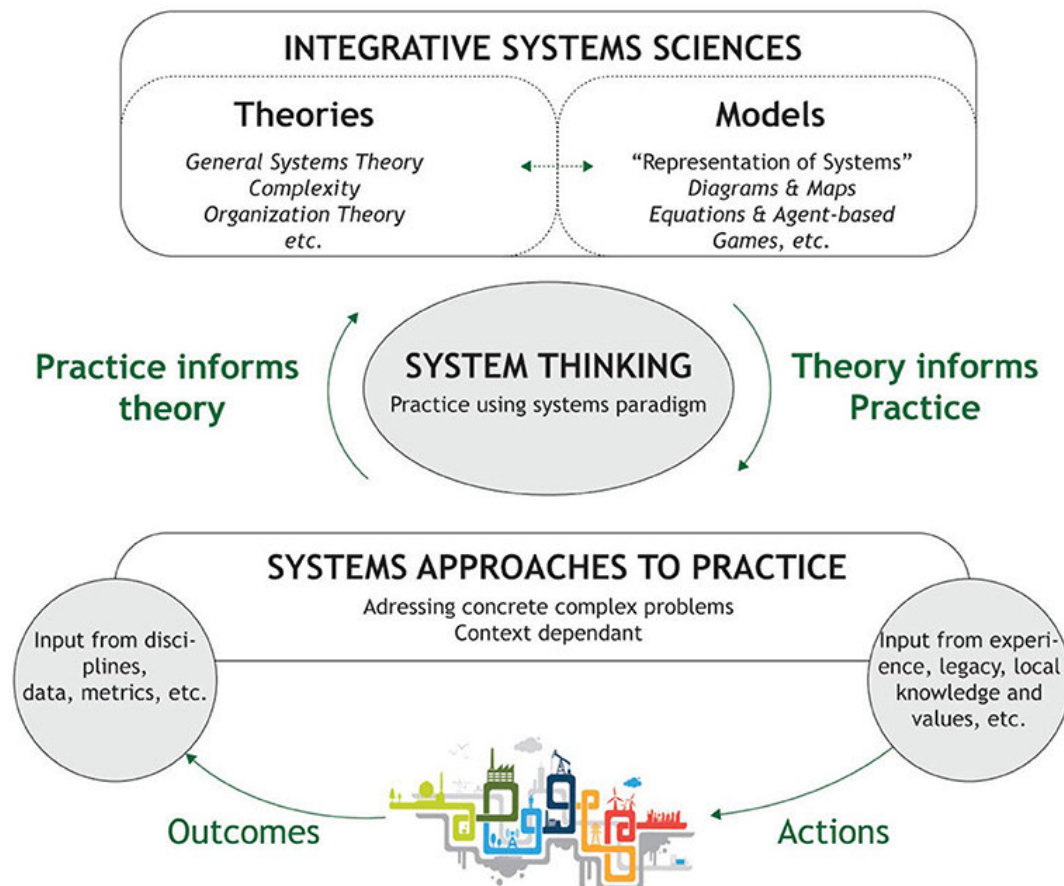 INTEGRATIVE SYSTEMS SCIENCES
Theories
General Systems Theory
Complexity
Organization Theory
etc.
Models
“Representation of Systems”
Diagrams & Maps
Equations & Agent-based
Games, etc.
Practice informs
theory
SYSTEM THINKING
Practice using systems paradigm
Theory informs
Practice
SYSTEMS APPROACHES TO PRACTICE
Adressing concrete complex problems
Context dependant
Input from disci-
plines,
data, metrics, etc.
Input from experi-
ence, legacy, local
knowledge and
values, etc.
Outcomes
Actions